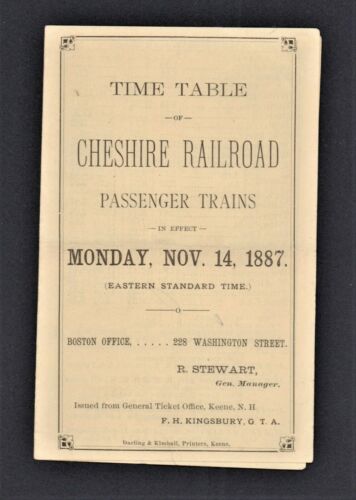 TIME TABLE
—OF—
CHESHIRE RAILROAD
PASSENGER TRAINS
—IN EFFECT—
MONDAY, NOV. 14, 1887.
(EASTERN STANDARD TIME.)
BOSTON OFFICE, ..... 228 WASHINGTON STREET.
R. STEWART,
Gen. Manager.
Issued from General Ticket Office, Keene, N. H
F. H. KINGSBURY, G. T. A.
Darling & Kimball, Printers, Keene.